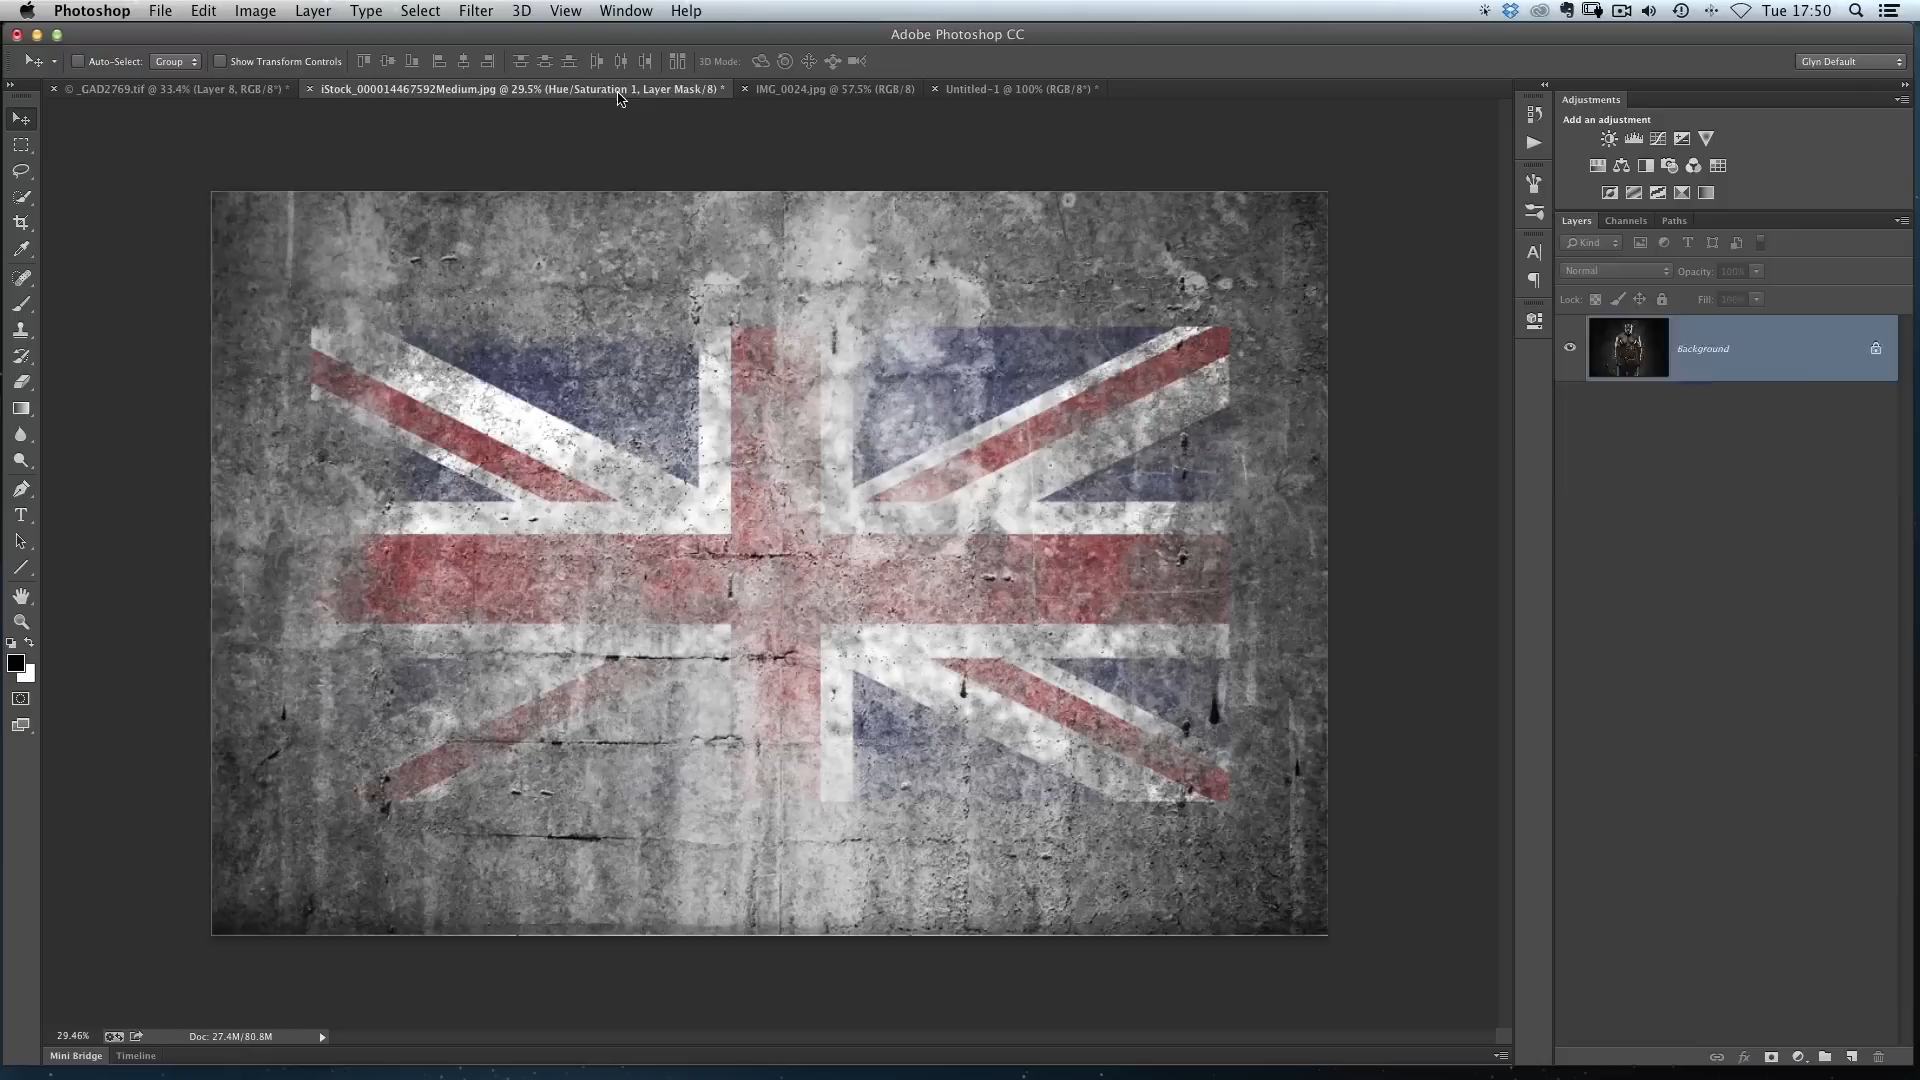 Photoshop File Edit Image Layer Type Select Filter 3D View Window Help Tue 17:50
Adobe Photoshop CC
Auto-Select: Group Show Transform Controls 3D Mode: Glyn Default
© _GAD2769.tif @ 33.4% (Layer 8, RGB/8*) * iStock_000014467592Medium.jpg @ 29.5% (Hue/Saturation 1, Layer Mask/8) * IMG_0024.jpg @ 57.5% (RGB/8) Untitled-1 @ 100% (RGB/8*) *
Adjustments
Add an adjustment
Layers Channels Paths
Kind
Normal Opacity: 100%
Lock: Fill: 100%
Background
29.46% Doc: 27.4M/80.8M
Mini Bridge Timeline